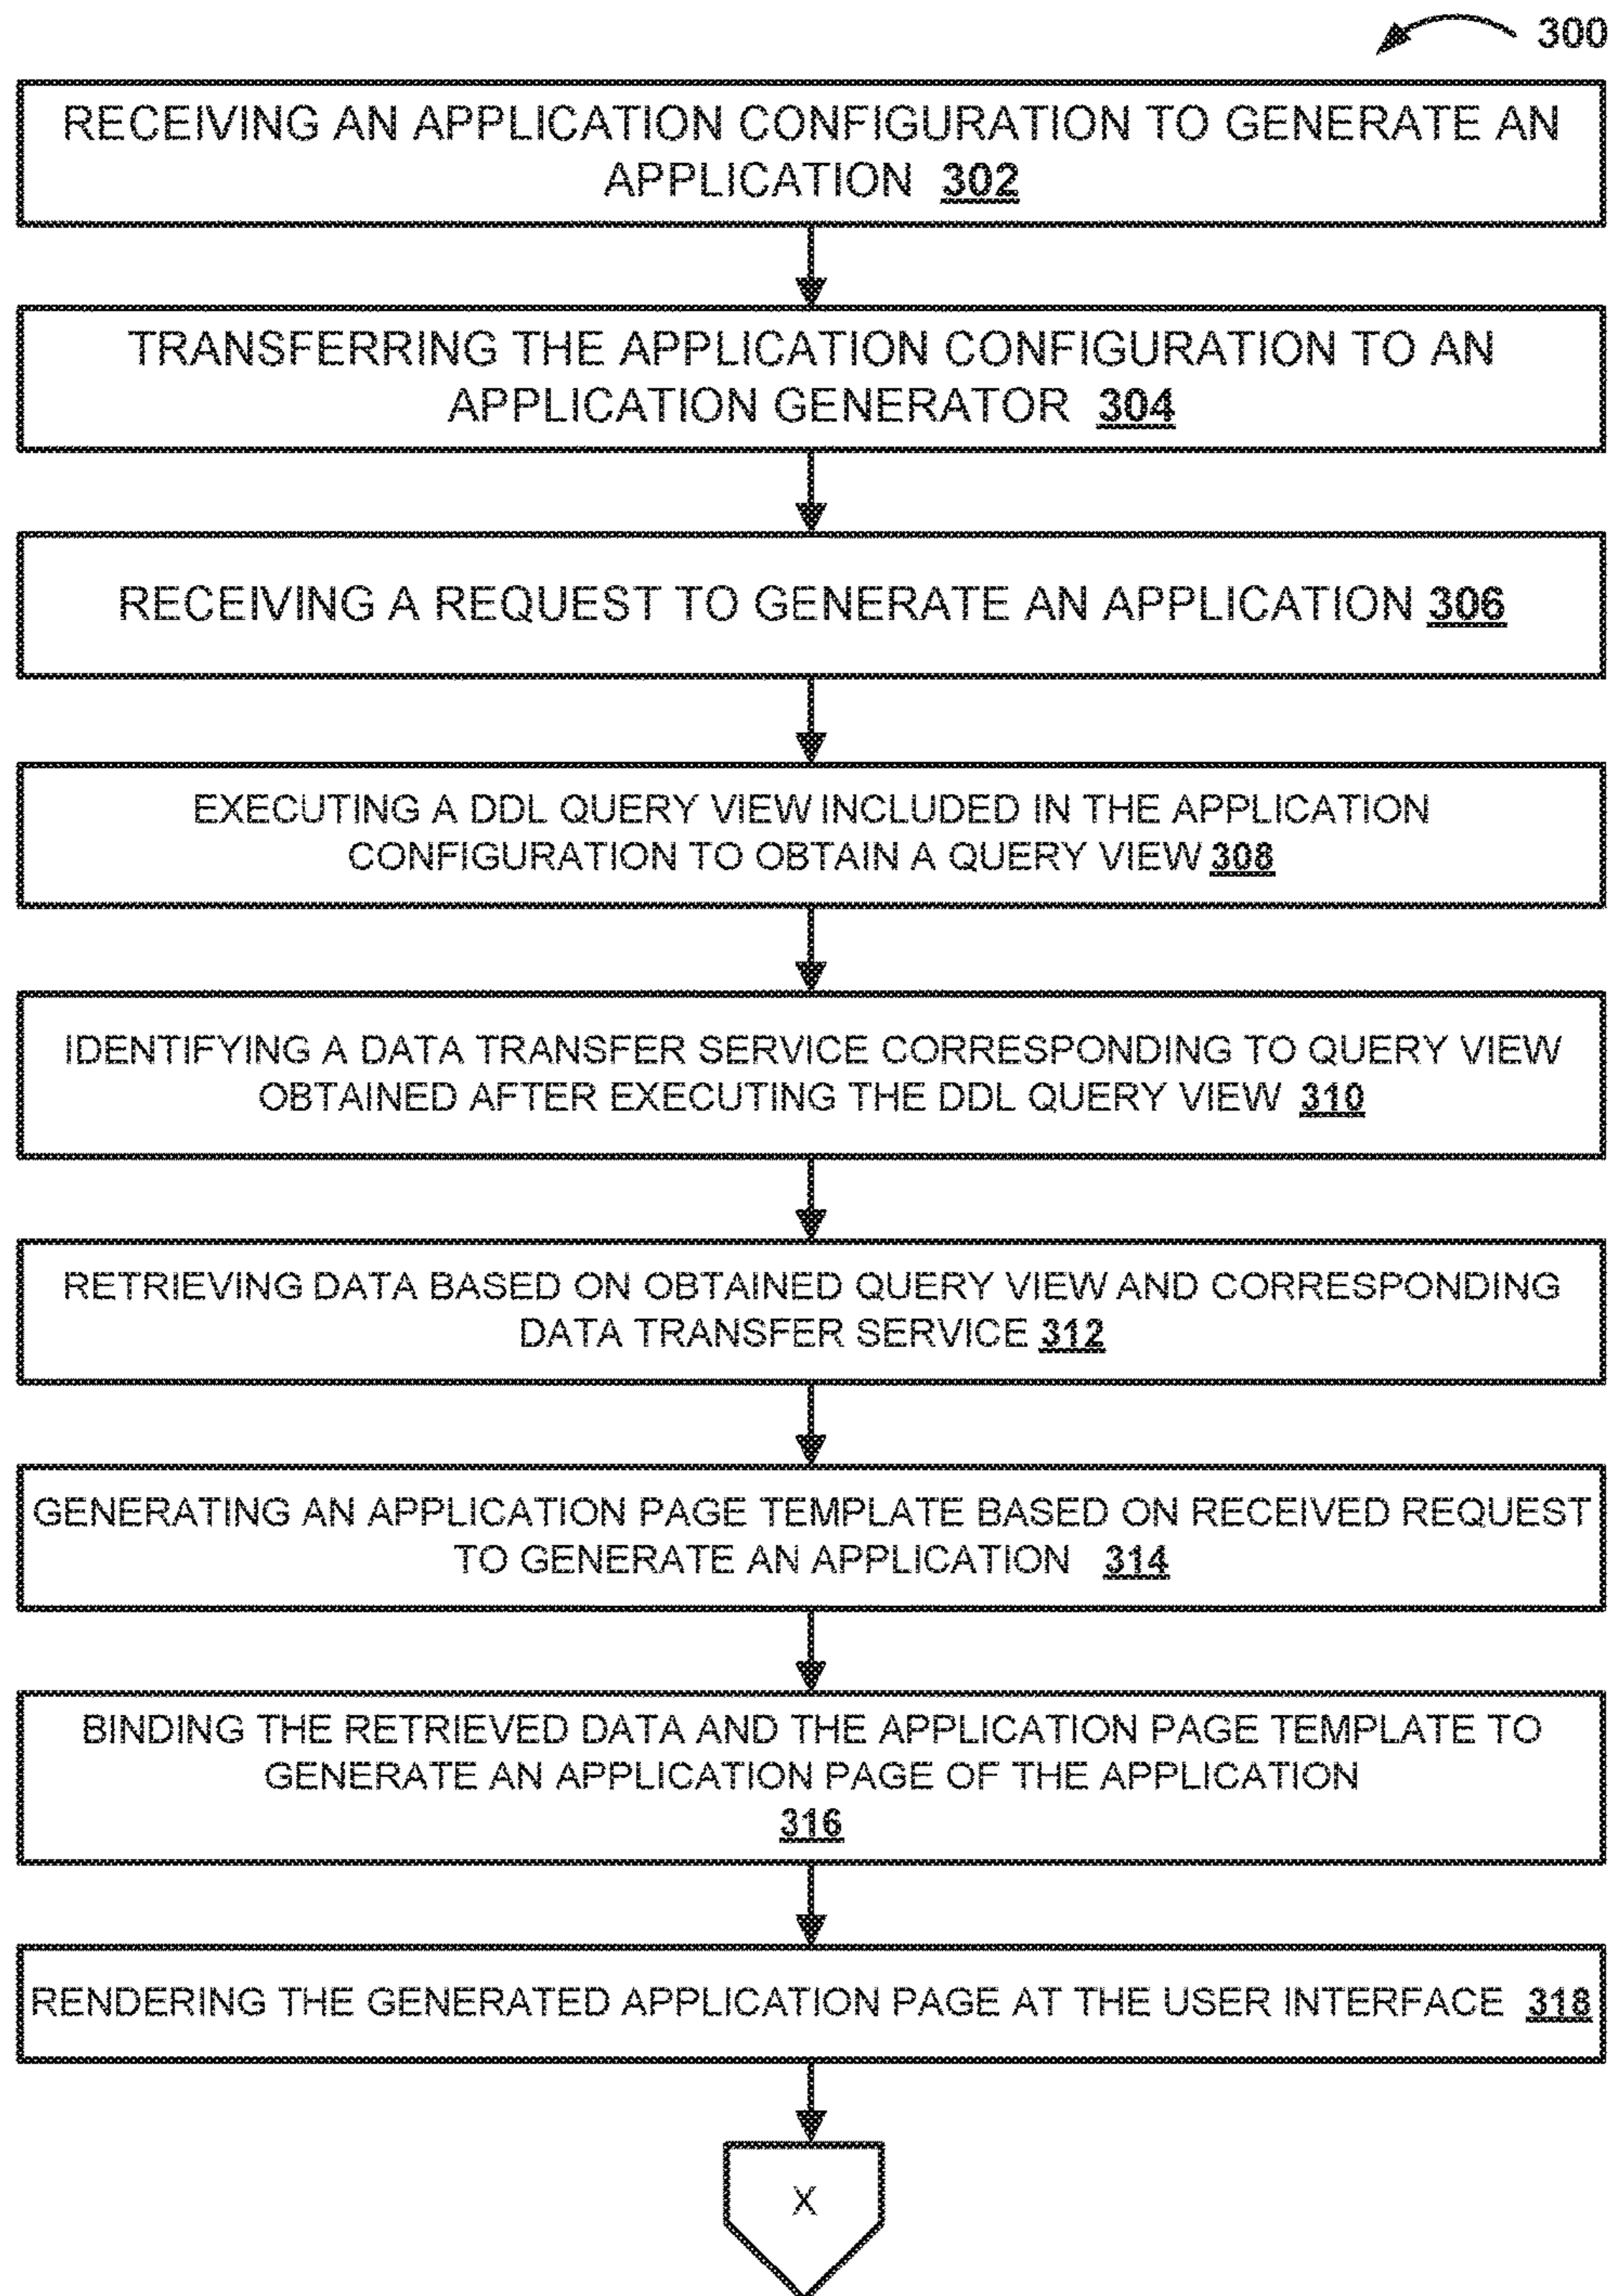 300
RECEIVING AN APPLICATION CONFIGURATION TO GENERATE AN
APPLICATION 302
TRANSFERRING THE APPLICATION CONFIGURATION TO AN
APPLICATION GENERATOR 304
RECEIVING A REQUEST TO GENERATE AN APPLICATION 306
EXECUTING A DDL QUERY VIEW INCLUDED IN THE APPLICATION
CONFIGURATION TO OBTAIN A QUERY VIEW 308
IDENTIFYING A DATA TRANSFER SERVICE CORRESPONDING TO QUERY VIEW
OBTAINED AFTER EXECUTING THE DDL QUERY VIEW 310
RETRIEVING DATA BASED ON OBTAINED QUERY VIEW AND CORRESPONDING
DATA TRANSFER SERVICE 312
GENERATING AN APPLICATION PAGE TEMPLATE BASED ON RECEIVED REQUEST
TO GENERATE AN APPLICATION 314
BINDING THE RETRIEVED DATA AND THE APPLICATION PAGE TEMPLATE TO
GENERATE AN APPLICATION PAGE OF THE APPLICATION
316
RENDERING THE GENERATED APPLICATION PAGE AT THE USER INTERFACE 318
X